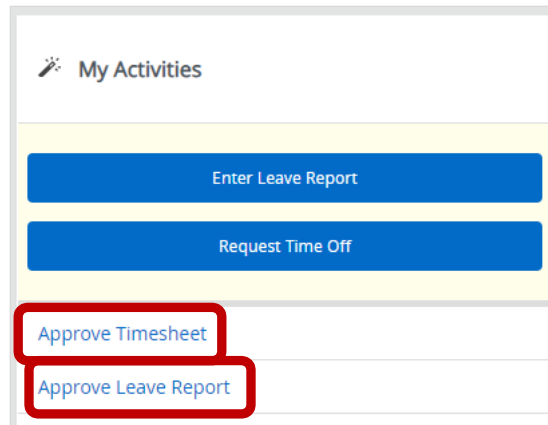 My Activities
Enter Leave Report
Request Time Off
Approve Timesheet
Approve Leave Report